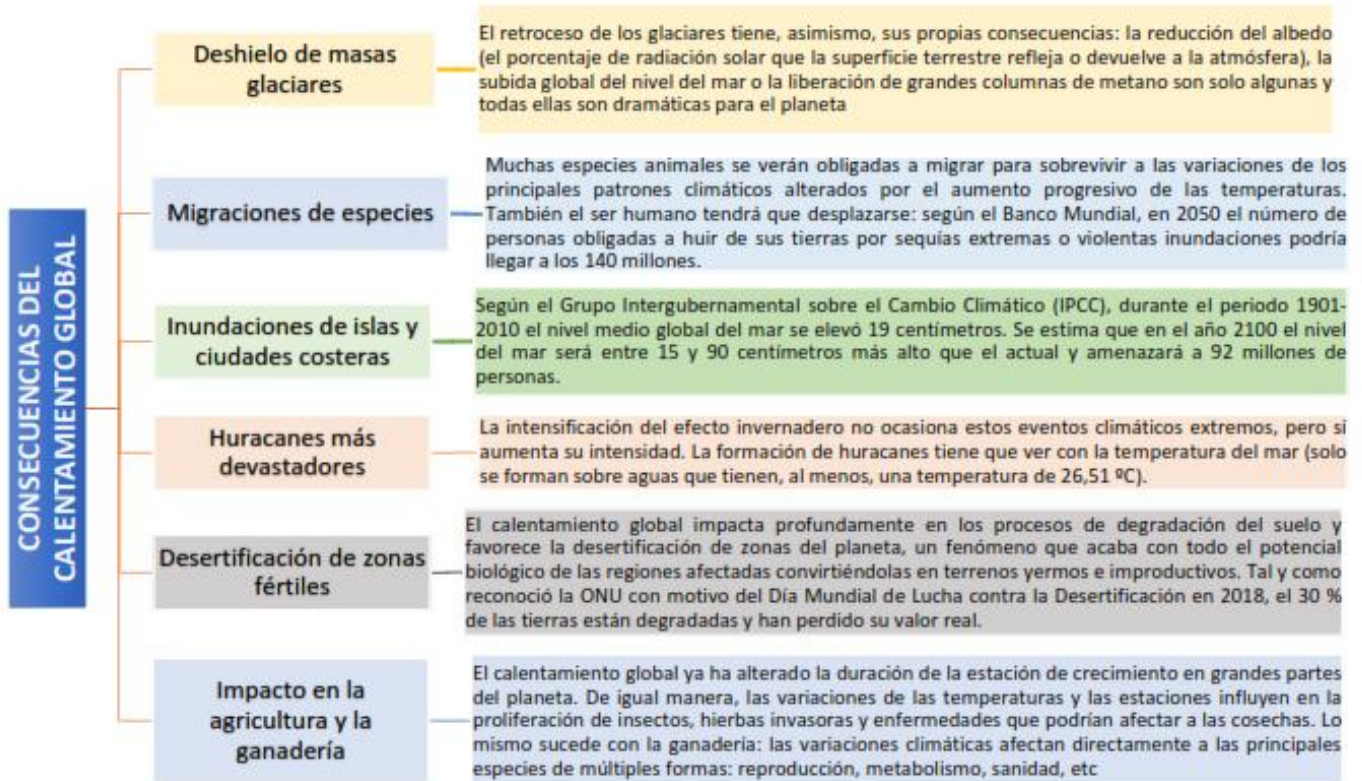 CONSECUENCIAS DEL
CALENTAMIENTO GLOBAL
Deshielo de masas
glaciares
El retroceso de los glaciares tiene, asimismo, sus propias consecuencias: la reducción del albedo
(el porcentaje de radiación solar que la superficie terrestre refleja o devuelve a la atmósfera), la
subida global del nivel del mar o la liberación de grandes columnas de metano son solo algunas y
todas ellas son dramáticas para el planeta
Migraciones de especies
Muchas especies animales se verán obligadas a migrar para sobrevivir a las variaciones de los
principales patrones climáticos alterados por el aumento progresivo de las temperaturas.
También el ser humano tendrá que desplazarse: según el Banco Mundial, en 2050 el número de
personas obligadas a huir de sus tierras por sequías extremas o violentas inundaciones podría
llegar a los 140 millones.
Inundaciones de islas y
ciudades costeras
Según el Grupo Intergubernamental sobre el Cambio Climático (IPCC), durante el periodo 1901-
2010 el nivel medio global del mar se elevó 19 centímetros. Se estima que en el año 2100 el nivel
del mar será entre 15 y 90 centímetros más alto que el actual y amenazará a 92 millones de
personas.
Huracanes más
devastadores
La intensificación del efecto invernadero no ocasiona estos eventos climáticos extremos, pero sí
aumenta su intensidad. La formación de huracanes tiene que ver con la temperatura del mar (solo
se forman sobre aguas que tienen, al menos, una temperatura de 26,51 ºC).
Desertificación de zonas
fértiles
El calentamiento global impacta profundamente en los procesos de degradación del suelo y
favorece la desertificación de zonas del planeta, un fenómeno que acaba con todo el potencial
biológico de las regiones afectadas convirtiéndolas en terrenos yermos e improductivos. Tal y como
reconoció la ONU con motivo del Día Mundial de Lucha contra la Desertificación en 2018, el 30 %
de las tierras están degradadas y han perdido su valor real.
Impacto en la
agricultura y la
ganadería
El calentamiento global ya ha alterado la duración de la estación de crecimiento en grandes partes
del planeta. De igual manera, las variaciones de las temperaturas y las estaciones influyen en la
proliferación de insectos, hierbas invasoras y enfermedades que podrían afectar a las cosechas. Lo
mismo sucede con la ganadería: las variaciones climáticas afectan directamente a las principales
especies de múltiples formas: reproducción, metabolismo, sanidad, etc